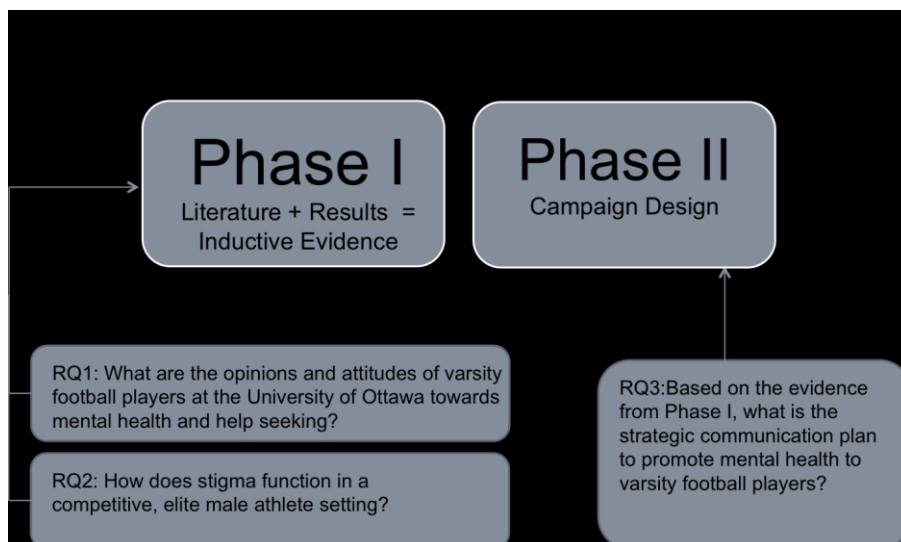 Phase I
Literature + Results =
Inductive Evidence
Phase II
Campaign Design
RQ1: What are the opinions and attitudes of varsity
football players at the University of Ottawa towards
mental health and help seeking?
RQ2: How does stigma function in a
competitive, elite male athlete setting?
RQ3:Based on the evidence
from Phase I, what is the
strategic communication plan
to promote mental health to
varsity football players?